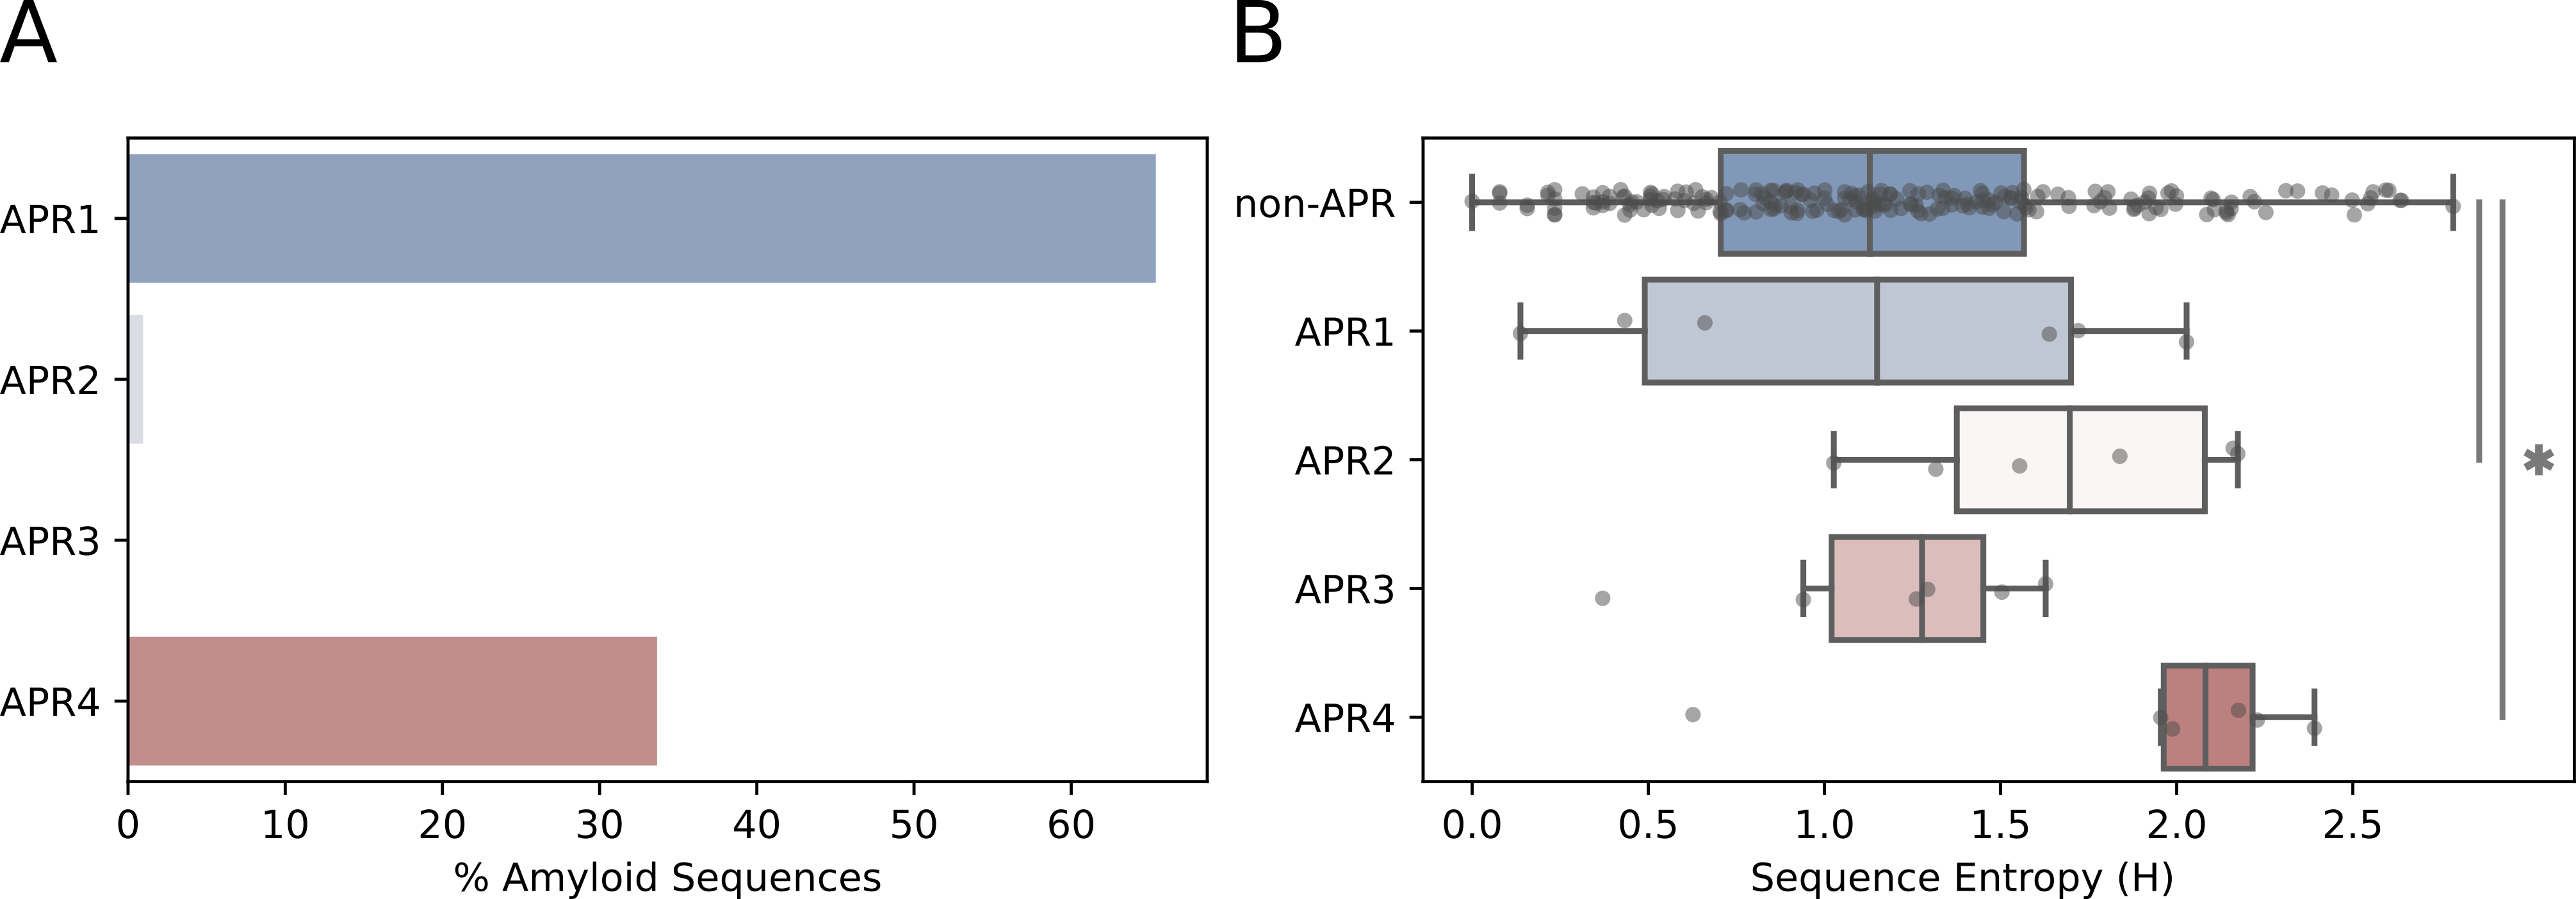 A
APR1
APR2
APR3
APR4
0 10 20 30 40 50 60
% Amyloid Sequences
B
non-APR
APR1
APR2
APR3
APR4
*
0.0 0.5 1.0 1.5 2.0 2.5
Sequence Entropy (H)